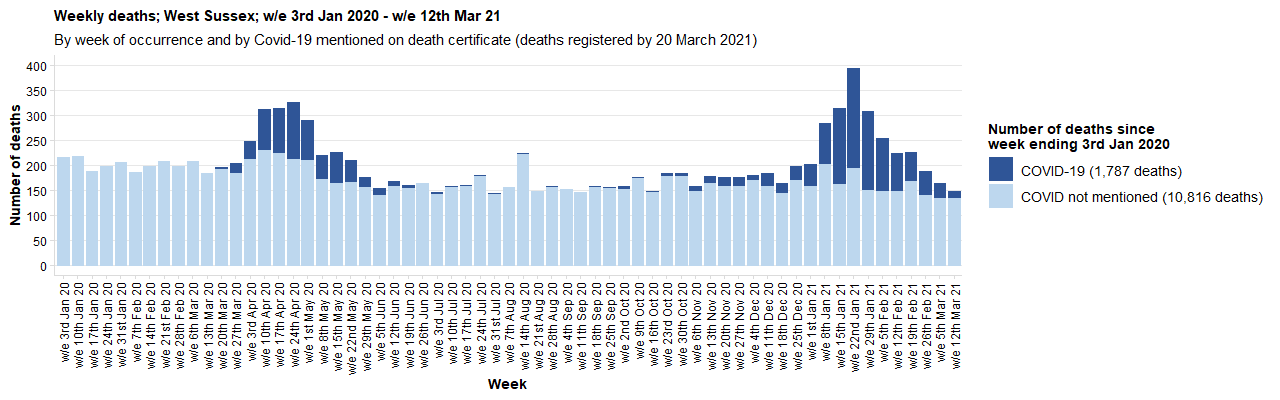 Weekly deaths; West Sussex; w/e 3rd Jan 2020 - w/e 12th Mar 21
By week of occurrence and by Covid-19 mentioned on death certificate (deaths registered by 20 March 2021)
Number of deaths
400
350
300
250
200
150
100
50
0
w/e 3rd Jan 20
w/e 10th Jan 20
w/e 17th Jan 20
w/e 24th Jan 20
w/e 31st Jan 20
w/e 7th Feb 20
w/e 14th Feb 20
w/e 21st Feb 20
w/e 28th Feb 20
w/e 6th Mar 20
w/e 13th Mar 20
w/e 20th Mar 20
w/e 27th Mar 20
w/e 3rd Apr 20
w/e 10th Apr 20
w/e 17th Apr 20
w/e 24th Apr 20
w/e 1st May 20
w/e 8th May 20
w/e 15th May 20
w/e 22nd May 20
w/e 29th May 20
w/e 5th Jun 20
w/e 12th Jun 20
w/e 19th Jun 20
w/e 26th Jun 20
w/e 3rd Jul 20
w/e 10th Jul 20
w/e 17th Jul 20
w/e 24th Jul 20
w/e 31st Jul 20
w/e 7th Aug 20
w/e 14th Aug 20
w/e 21st Aug 20
w/e 28th Aug 20
w/e 4th Sep 20
w/e 11th Sep 20
w/e 18th Sep 20
w/e 25th Sep 20
w/e 2nd Oct 20
w/e 9th Oct 20
w/e 16th Oct 20
w/e 23rd Oct 20
w/e 30th Oct 20
w/e 6th Nov 20
w/e 13th Nov 20
w/e 20th Nov 20
w/e 27th Nov 20
w/e 4th Dec 20
w/e 11th Dec 20
w/e 18th Dec 20
w/e 25th Dec 20
w/e 1st Jan 21
w/e 8th Jan 21
w/e 15th Jan 21
w/e 22nd Jan 21
w/e 29th Jan 21
w/e 5th Feb 21
w/e 12th Feb 21
w/e 19th Feb 21
w/e 26th Feb 21
w/e 5th Mar 21
w/e 12th Mar 21
Week
Number of deaths since
week ending 3rd Jan 2020
COVID-19 (1,787 deaths)
COVID not mentioned (10,816 deaths)